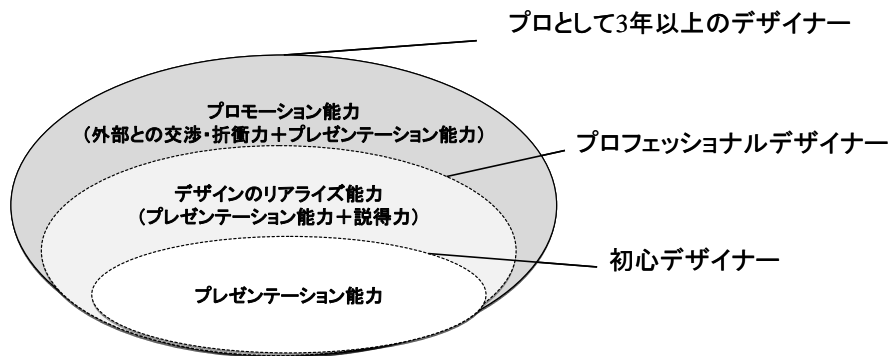 プロとして3年以上のデザイナー
プロモーション能力
(外部との交渉・折衝力+プレゼンテーション能力)
プロフェッショナルデザイナー
デザインのリアライズ能力
(プレゼンテーション能力+説得力)
初心デザイナー
プレゼンテーション能力